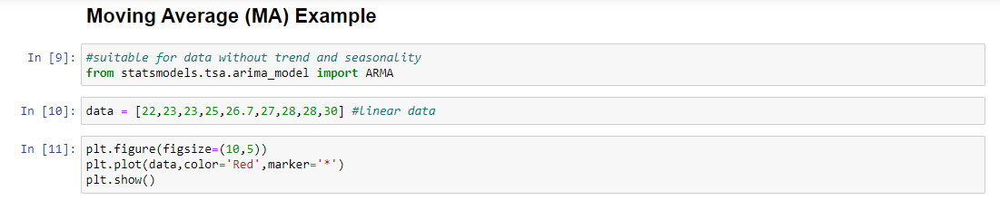 Moving Average (MA) Example
In [9]: #suitable for data without trend and seasonality
from statsmodels.tsa.arima_model import ARMA
In [10]: data = [22,23,23,25,26.7,27,28,28,30] #linear data
In [11]: plt.figure(figsize=(10,5))
plt.plot(data,color='Red',marker='*')
plt.show()